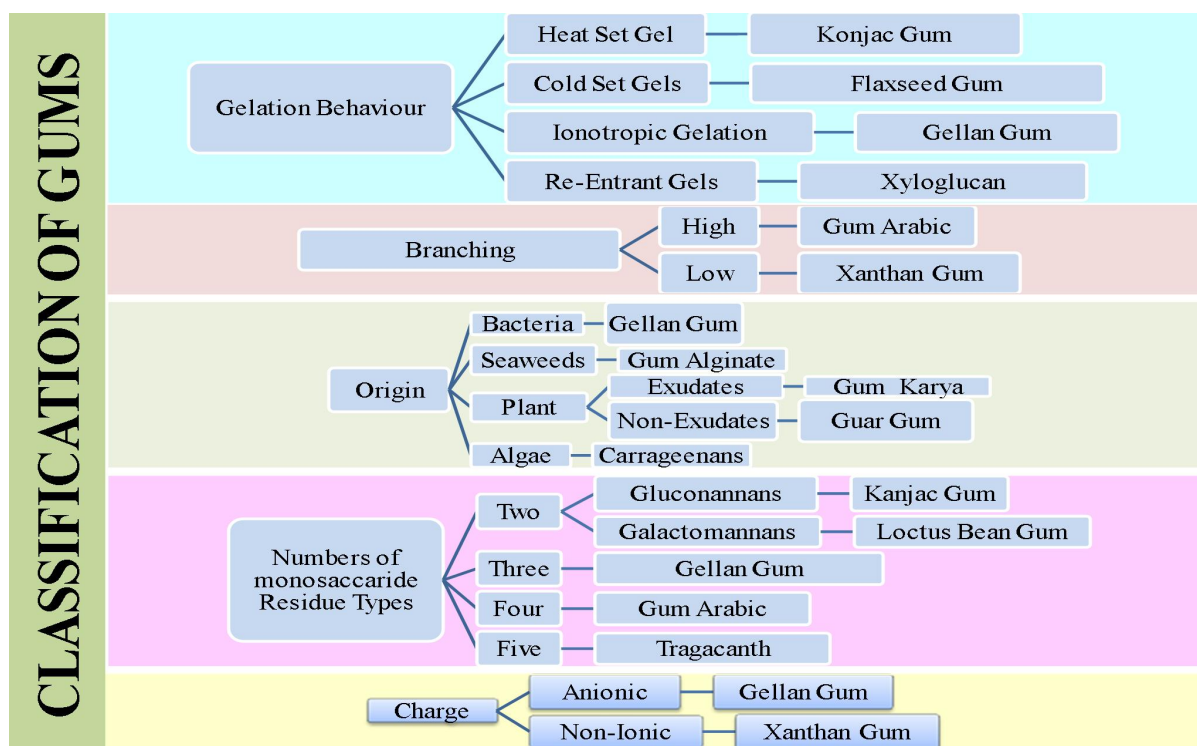 CLASSIFICATION OF GUMS
Gelation Behaviour
Heat Set Gel
Konjac Gum
Cold Set Gels
Flaxseed Gum
Ionotropic Gelation
Gellan Gum
Re-Entrant Gels
Xyloglucan
Branching
High
Gum Arabic
Low
Xanthan Gum
Origin
Bacteria
Gellan Gum
Seaweeds
Gum Alginate
Plant
Exudates
Gum Karya
Non-Exudates
Guar Gum
Algae
Carrageenans
Numbers of
monosaccaride
Residue Types
Two
Gluconannans
Kanjac Gum
Galactomannans
Loctus Bean Gum
Three
Gellan Gum
Four
Gum Arabic
Five
Tragacanth
Charge
Anionic
Gellan Gum
Non-Ionic
Xanthan Gum